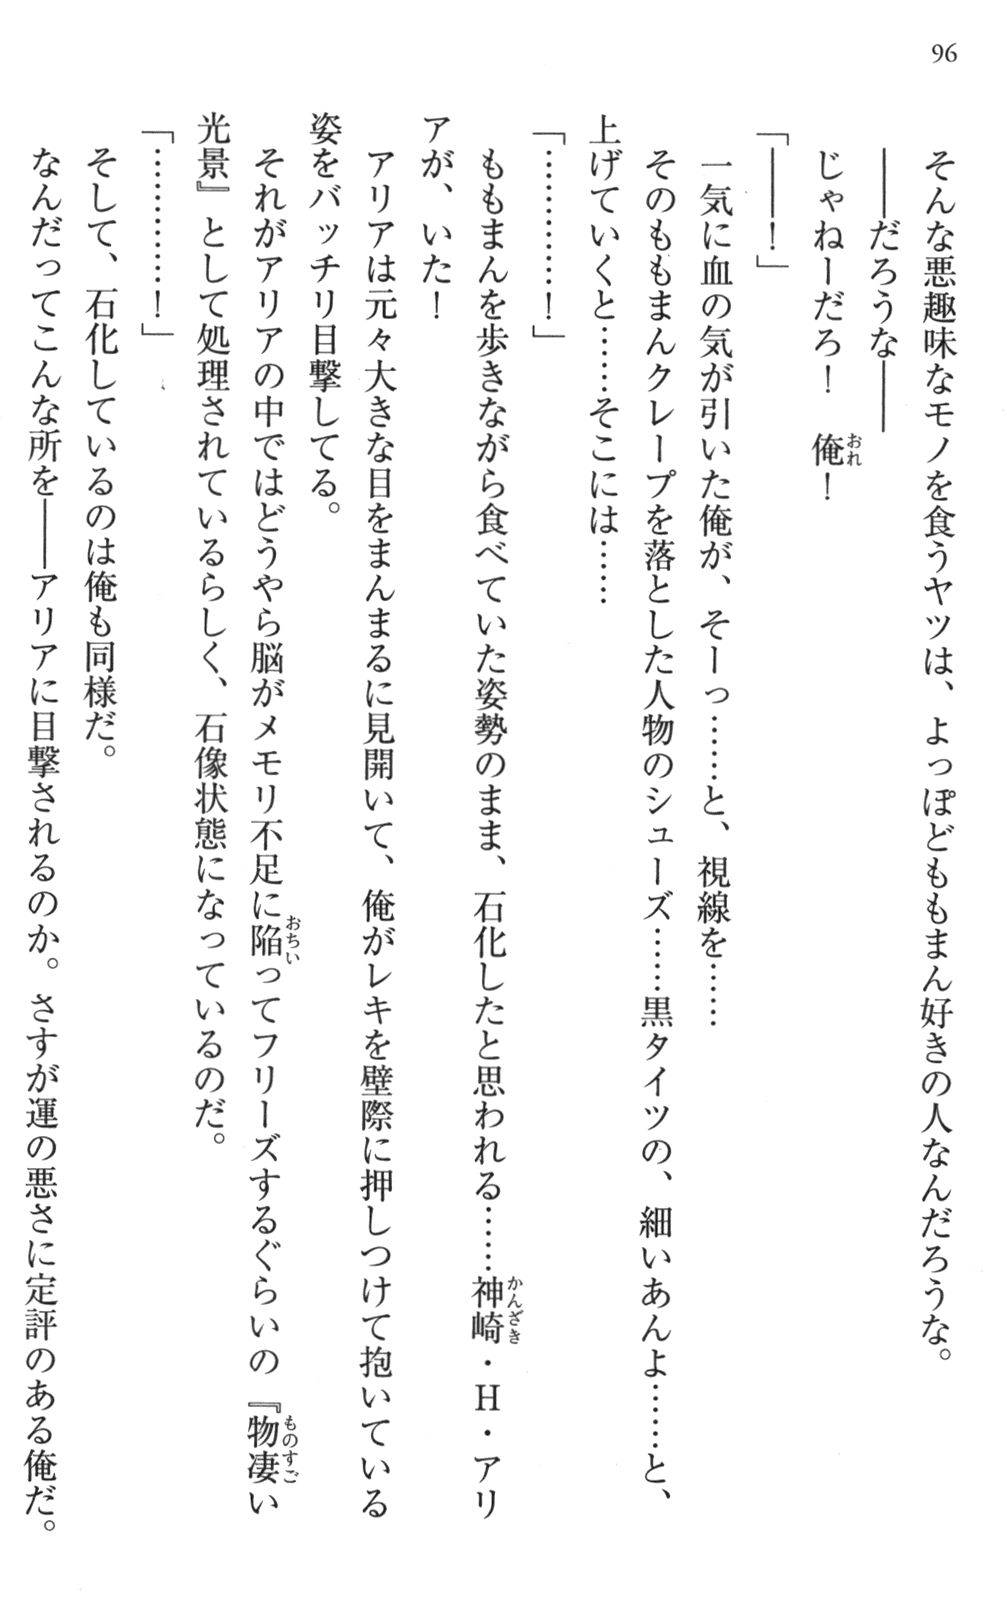 96
そんな悪趣味なモノを食うヤツは、よっぽどももまん好きの人なんだろうな。
――だろうな――
じゃねーだろ！　俺！
「――！」
一気に血の気が引いた俺が、そーっ……と、視線を……
そのももまんクレープを落とした人物のシューズ……黒タイツの、細いあんよ……と、
上げていくと……そこには……
「…………！」
ももまんを歩きながら食べていた姿勢のまま、石化したと思われる……神崎・H・アリ
アが、いた！
アリアは元々大きな目をまんまるに見開いて、俺がレキを壁際に押しつけて抱いている
姿をバッチリ目撃してる。
それがアリアの中ではどうやら脳がメモリ不足に陥ってフリーズするぐらいの『物凄い
光景』として処理されているらしく、石像状態になっているのだ。
「…………！」
そして、石化しているのは俺も同様だ。
なんだってこんな所を――アリアに目撃されるのか。さすが運の悪さに定評のある俺だ。
おれ
かんざき
おちい
ものすご